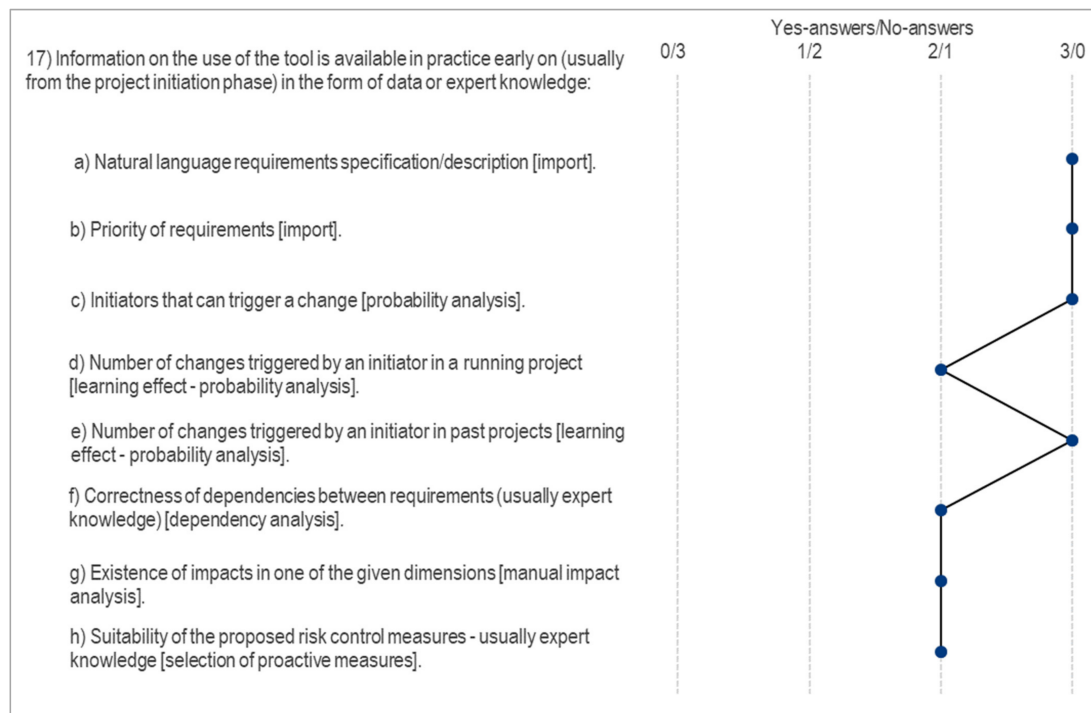 Yes-answers/No-answers
0/3 1/2 2/1 3/0
17) Information on the use of the tool is available in practice early on (usually
from the project initiation phase) in the form of data or expert knowledge:
a) Natural language requirements specification/description [import].
b) Priority of requirements [import].
c) Initiators that can trigger a change [probability analysis].
d) Number of changes triggered by an initiator in a running project
[learning effect - probability analysis].
e) Number of changes triggered by an initiator in past projects [learning
effect - probability analysis].
f) Correctness of dependencies between requirements (usually expert
knowledge) [dependency analysis].
g) Existence of impacts in one of the given dimensions [manual impact
analysis].
h) Suitability of the proposed risk control measures - usually expert
knowledge [selection of proactive measures].